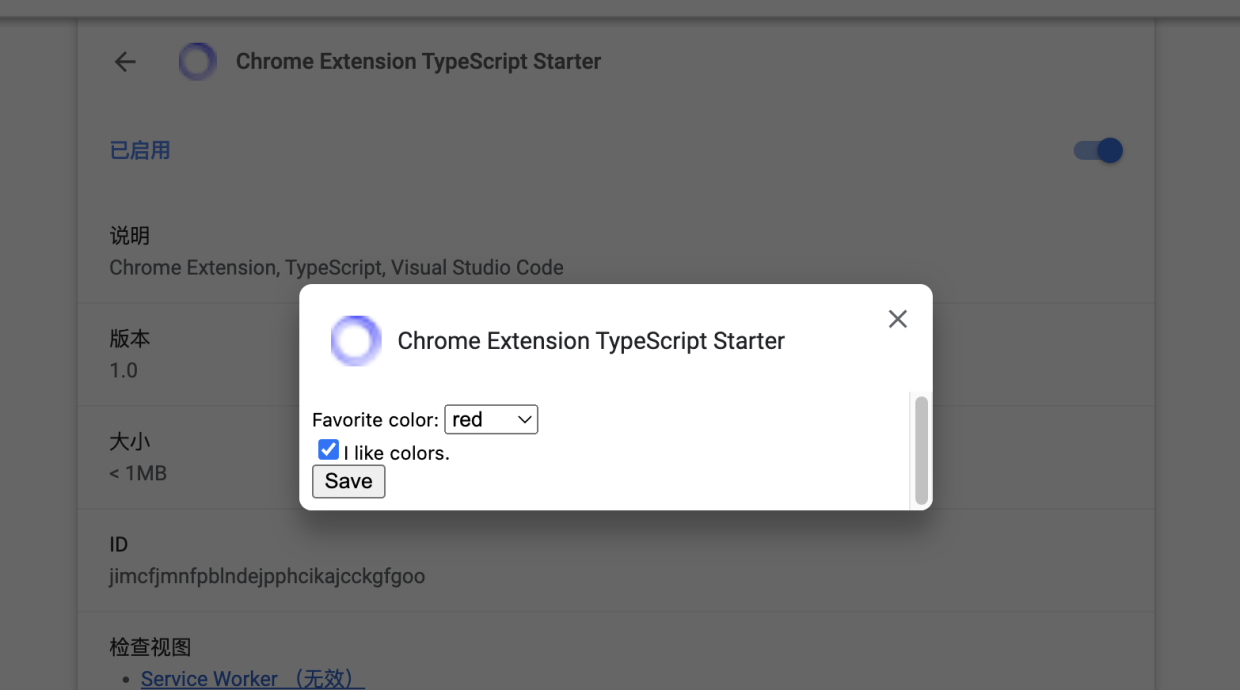 Chrome Extension TypeScript Starter
已启用
说明
Chrome Extension, TypeScript, Visual Studio Code
版本
1.0
大小
< 1MB
ID
jimcfjmnfpblndejpphcikajcckgfgoo
检查视图
Service Worker （无效）
Chrome Extension TypeScript Starter
Favorite color: red
I like colors.
Save